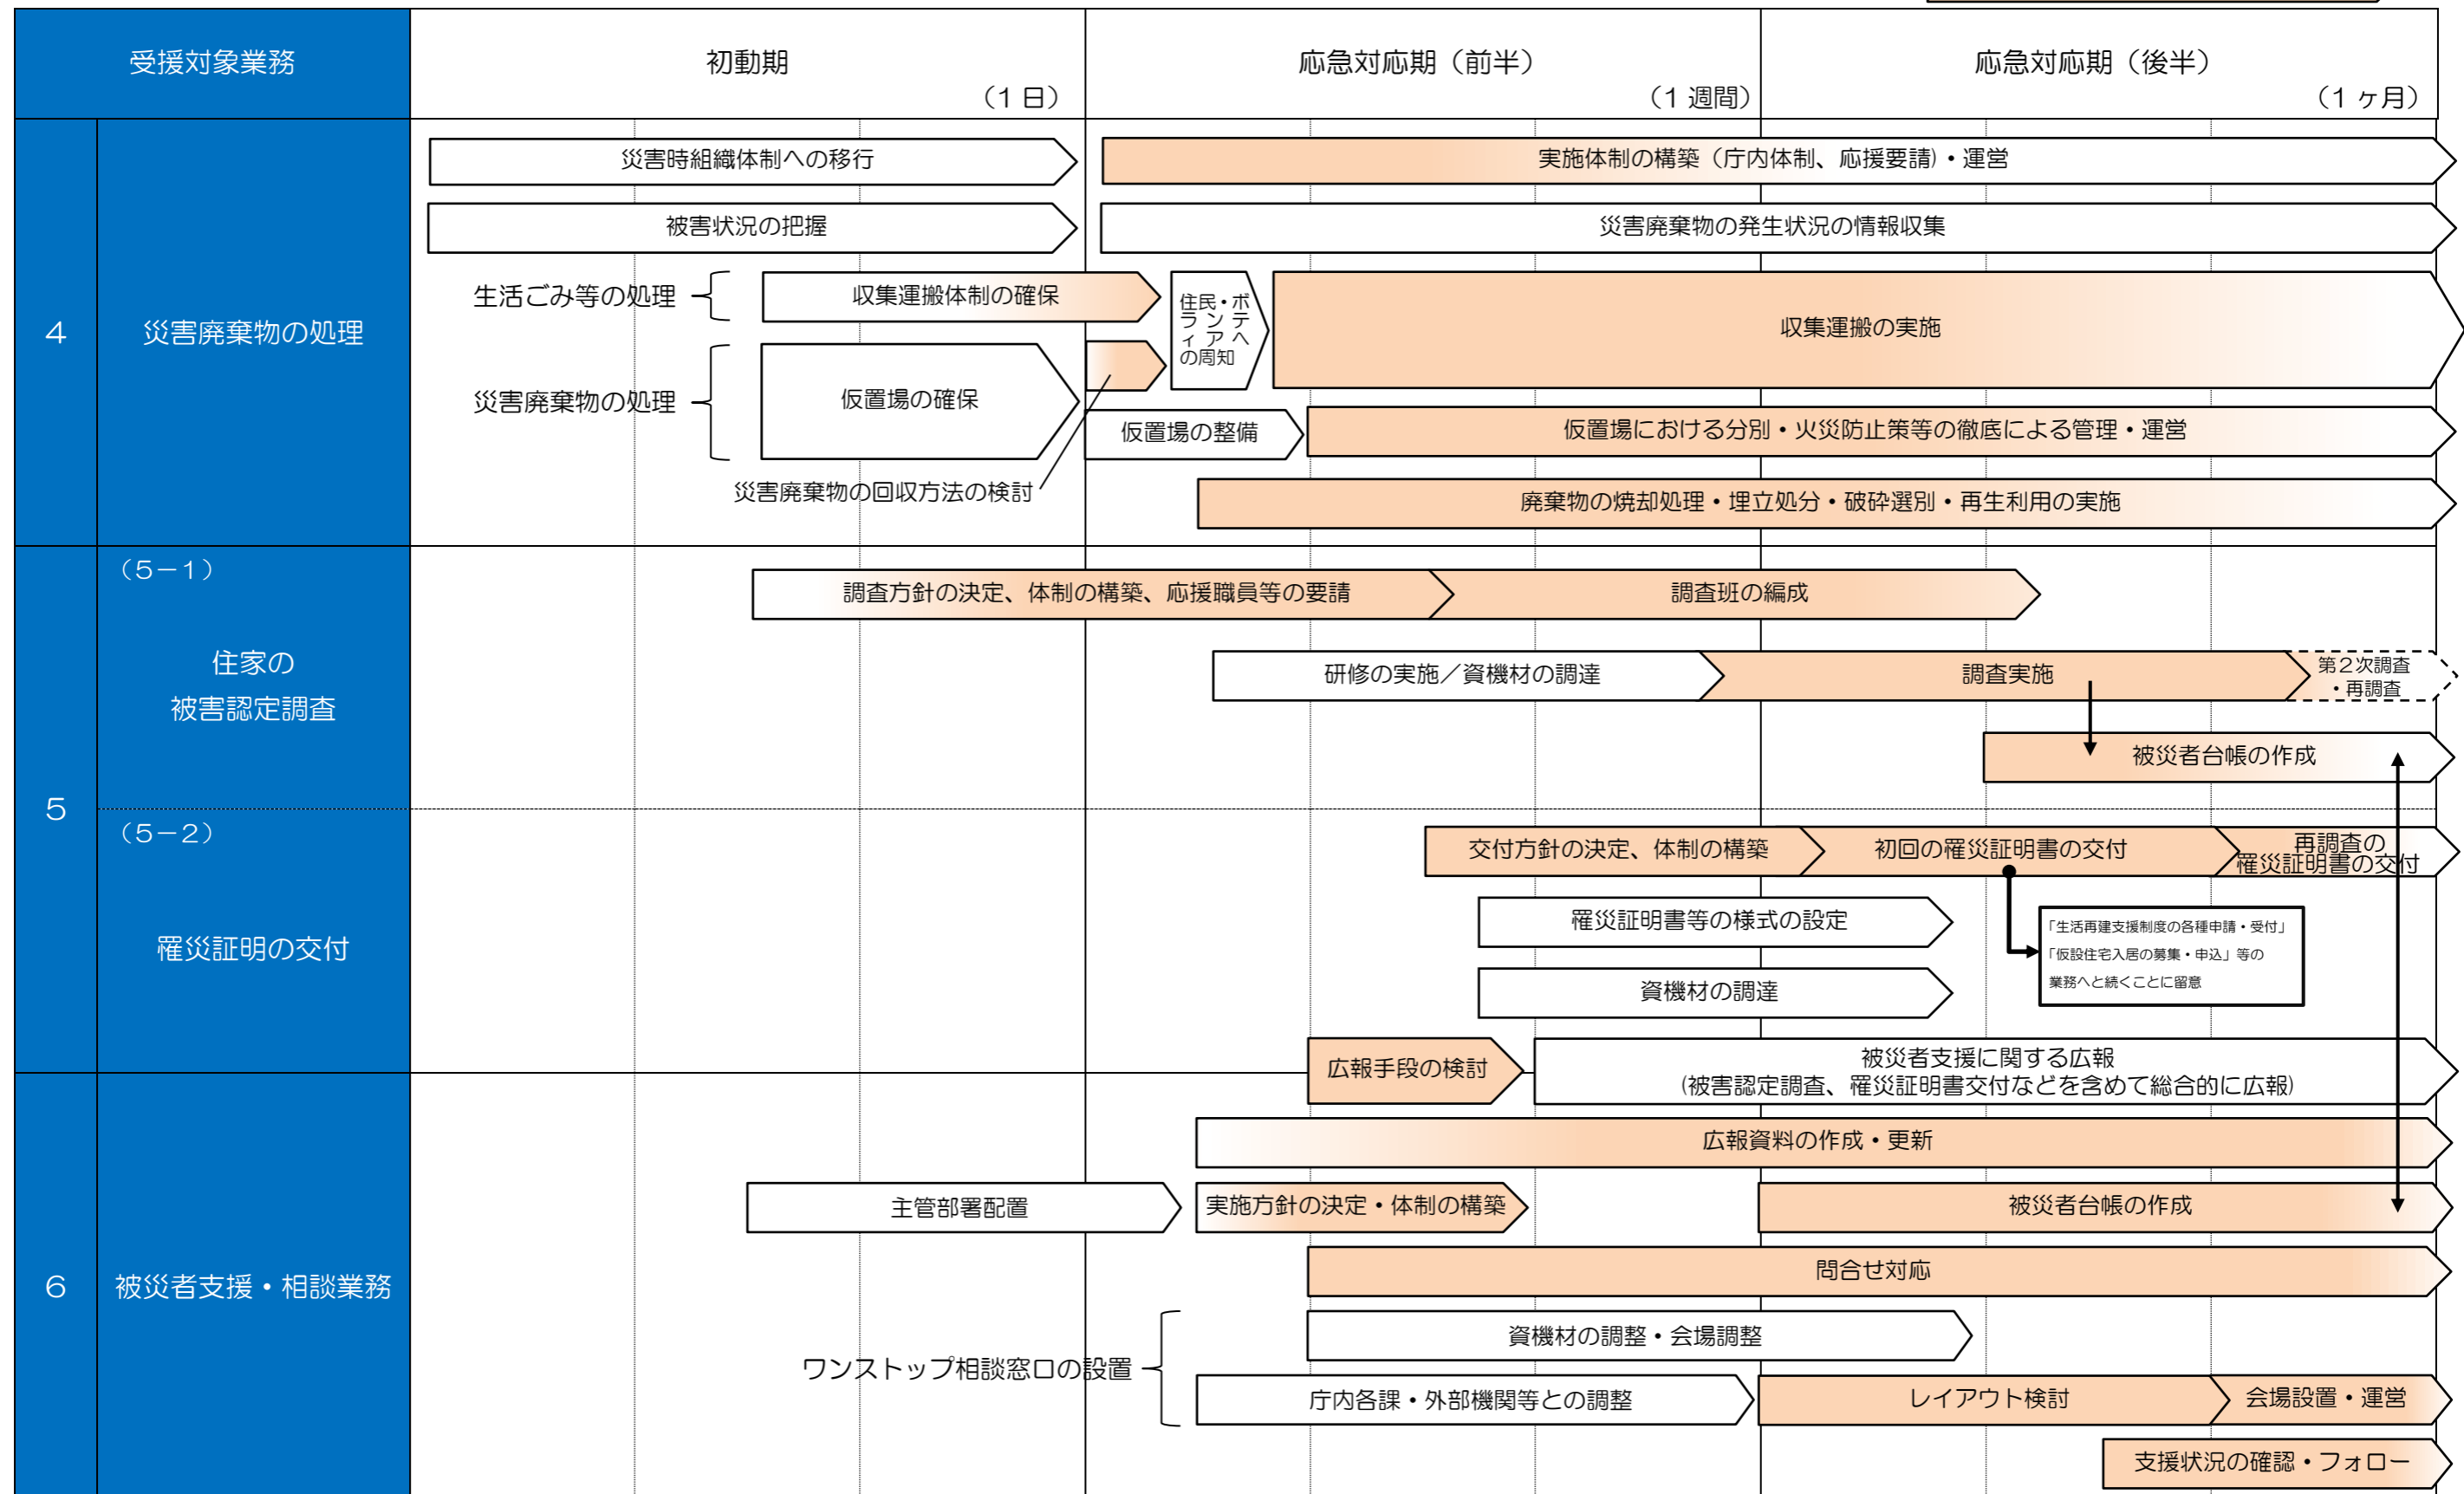 受援対象業務
初動期
（1 日）
応急対応期（前半）
（1 週間）
応急対応期（後半）
（1 ヶ月）
4
災害廃棄物の処理
災害時組織体制への移行
実施体制の構築（庁内体制、応援要請）・運営
被害状況の把握
災害廃棄物の発生状況の情報収集
生活ごみ等の処理
収集運搬体制の確保
住民・ボ
ランテ
ィアへ
の周知
収集運搬の実施
災害廃棄物の処理
仮置場の確保
仮置場の整備
仮置場における分別・火災防止策等の徹底による管理・運営
災害廃棄物の回収方法の検討
廃棄物の焼却処理・埋立処分・破砕選別・再生利用の実施
5
（5－1）
住家の
被害認定調査
調査方針の決定、体制の構築、応援職員等の要請
調査班の編成
研修の実施／資機材の調達
調査実施
第２次調査
・再調査
被災者台帳の作成
（5－2）
罹災証明の交付
交付方針の決定、体制の構築
初回の罹災証明書の交付
再調査の
罹災証明書の交付
罹災証明書等の様式の設定
「生活再建支援制度の各種申請・受付」
「仮設住宅入居の募集・申込」等の
業務へと続くことに留意
資機材の調達
広報手段の検討
被災者支援に関する広報
（被害認定調査、罹災証明書交付などを含めて総合的に広報）
6
被災者支援・相談業務
広報資料の作成・更新
主管部署配置
実施方針の決定・体制の構築
被災者台帳の作成
問合せ対応
ワンストップ相談窓口の設置
資機材の調整・会場調整
庁内各課・外部機関等との調整
レイアウト検討
会場設置・運営
支援状況の確認・フォロー